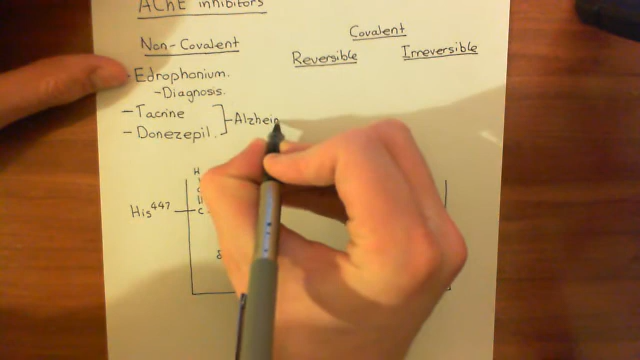 AChE inhibitors
Covalent
Non-Covalent
Reversible
Irreversible
- Edrophonium.
- Diagnosis.
- Tacrine
- Donezepil.
- Alzhei
His447